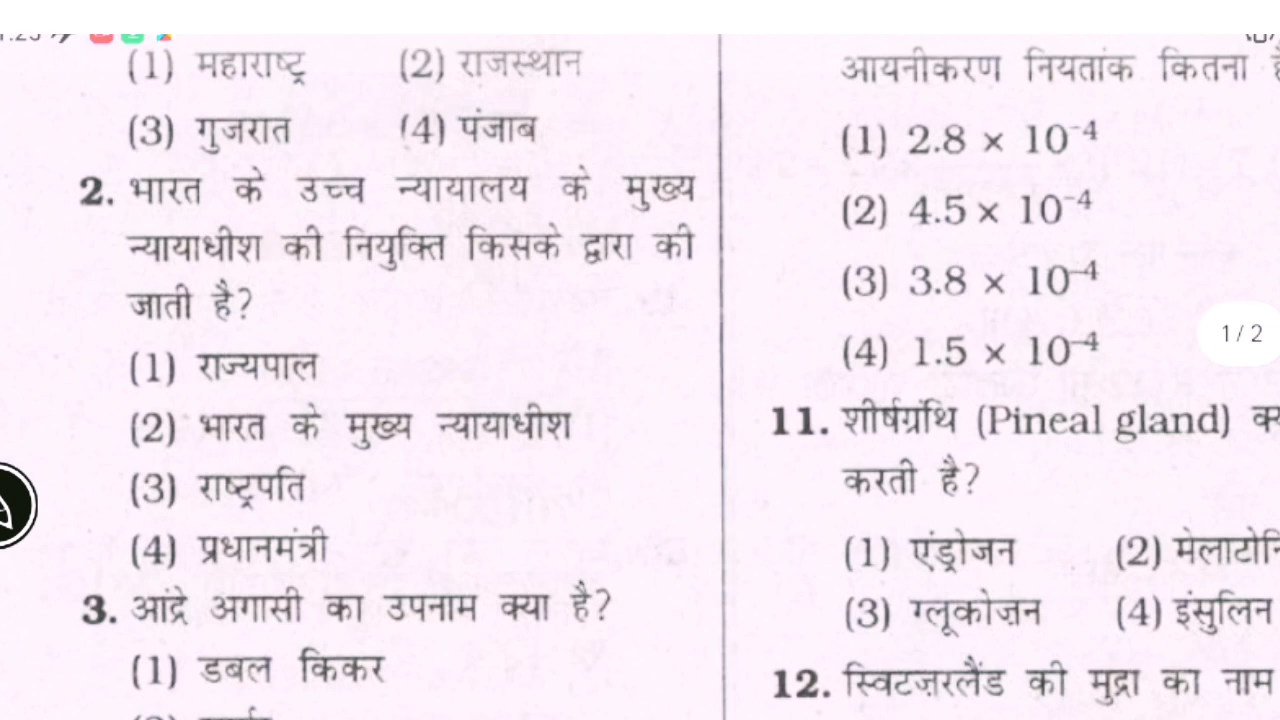 (1) महाराष्ट्र (2) राजस्थान
(3) गुजरात (4) पंजाब
2. भारत के उच्च न्यायालय के मुख्य
न्यायाधीश की नियुक्ति किसके द्वारा की
जाती है?
(1) राज्यपाल
(2) भारत के मुख्य न्यायाधीश
(3) राष्ट्रपति
(4) प्रधानमंत्री
3. आंद्रे अगासी का उपनाम क्या है?
(1) डबल किकर
आयनीकरण नियतांक कितना
(1) 2.8 × 10⁻⁴
(2) 4.5 × 10⁻⁴
(3) 3.8 × 10⁻⁴
(4) 1.5 × 10⁻⁴
11. शीर्षग्रंथि (Pineal gland)
करती है?
(1) एंड्रोजन (2)
(3) ग्लूकोज़न (4) इंसुलिन
12. स्विटज़रलैंड की मुद्रा का नाम
1 / 2